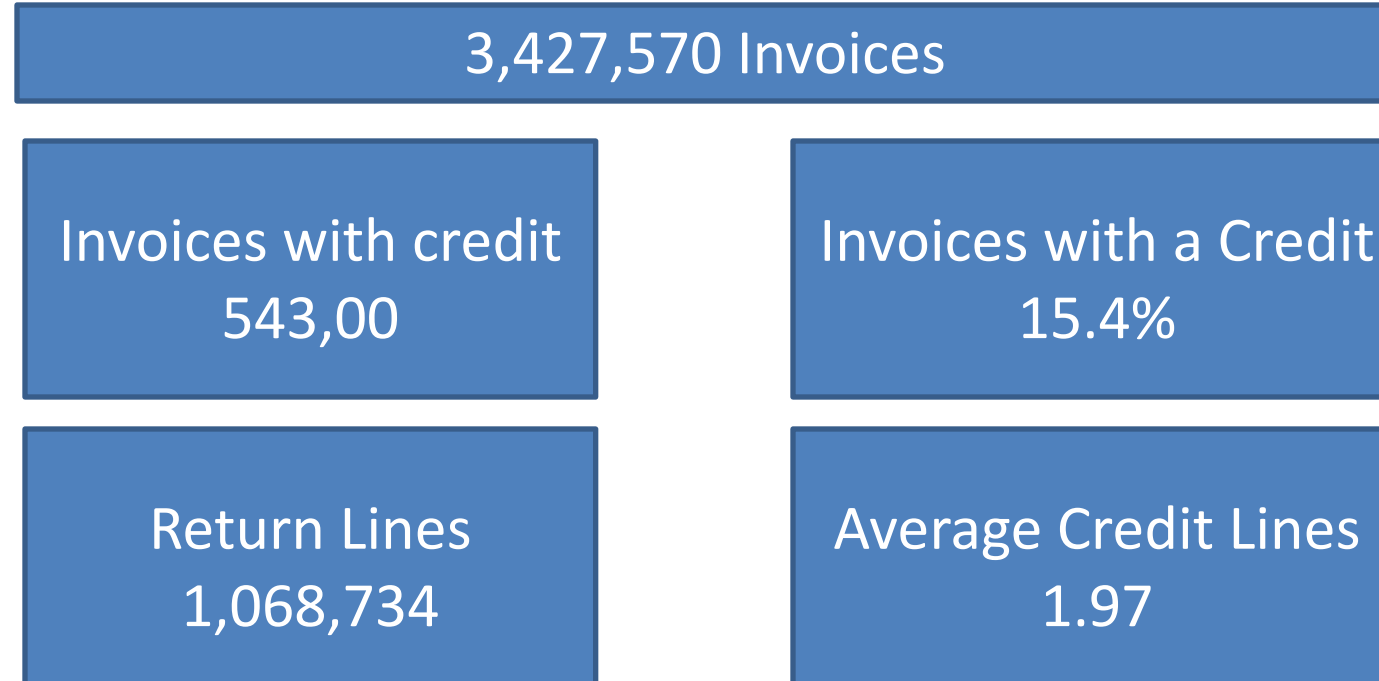 3,427,570 Invoices
Invoices with credit
543,00
Invoices with a Credit
15.4%
Return Lines
1,068,734
Average Credit Lines
1.97